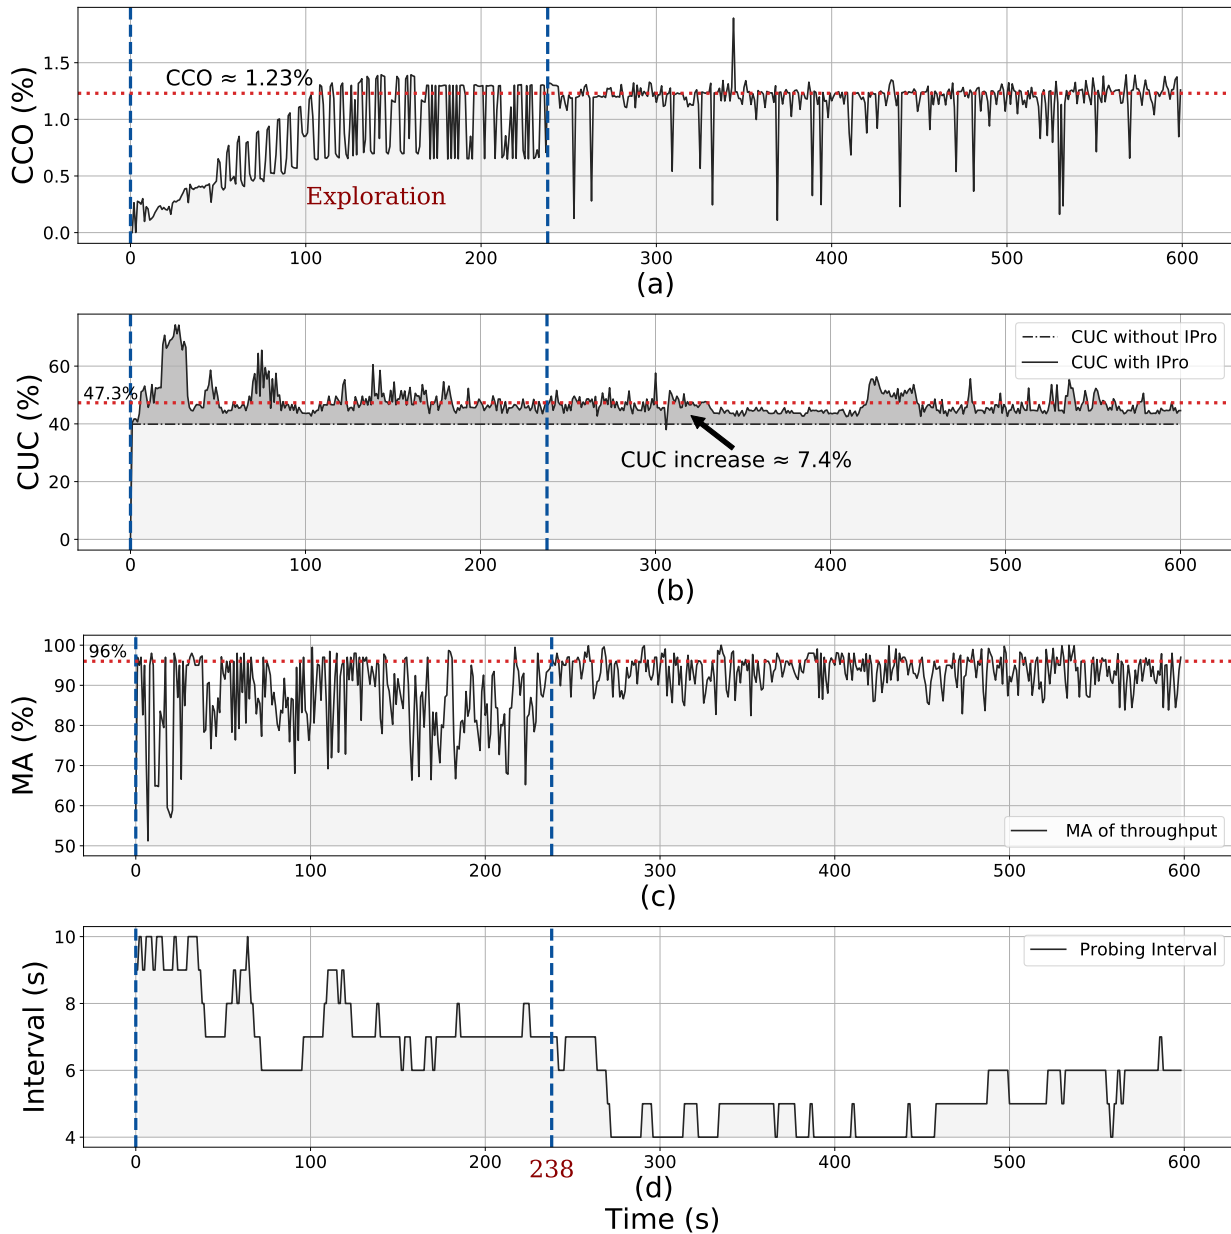 CCO (%)
1.5
1.0
0.5
0.0
CCO ≈ 1.23%
Exploration
0 100 200 300 400 500 600
(a)
CUC (%)
60
40
20
0
47.3%
CUC without IPro
CUC with IPro
CUC increase ≈ 7.4%
0 100 200 300 400 500 600
(b)
MA (%)
100
90
80
70
60
50
96%
MA of throughput
0 100 200 300 400 500 600
(c)
Interval (s)
10
8
6
4
Probing Interval
0 100 200 300 400 500 600
238
(d)
Time (s)